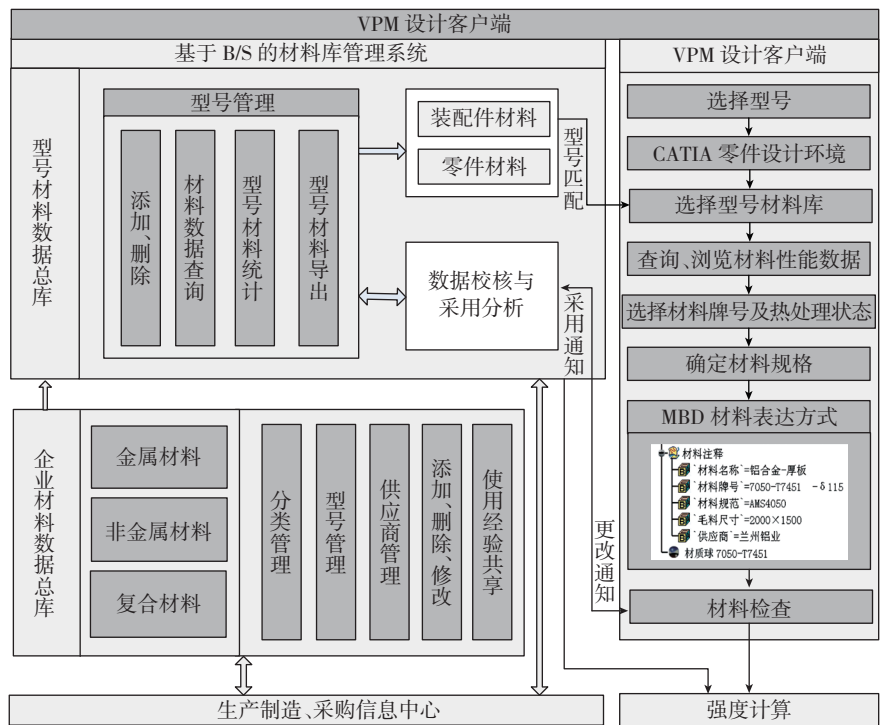 VPM 设计客户端
基于 B/S 的材料库管理系统
型号材料数据总库
型号管理
添加、删除
材料数据查询
型号材料统计
型号材料导出
装配件材料
零件材料
型号匹配
数据校核与
采用分析
采用通知
企业材料数据总库
金属材料
非金属材料
复合材料
分类管理
型号管理
供应商管理
添加、删除、修改
使用经验共享
更改通知
生产制造、采购信息中心
VPM 设计客户端
选择型号
CATIA 零件设计环境
选择型号材料库
查询、浏览材料性能数据
选择材料牌号及热处理状态
确定材料规格
MBD 材料表达方式
材料注释
`材料名称`=铝合金-厚板
`材料牌号`=7050-T7451 -δ115
`材料规范`=AMS4050
`毛料尺寸`=2000×1500
`供应商`=兰州铝业
材质球 7050-T7451
材料检查
强度计算